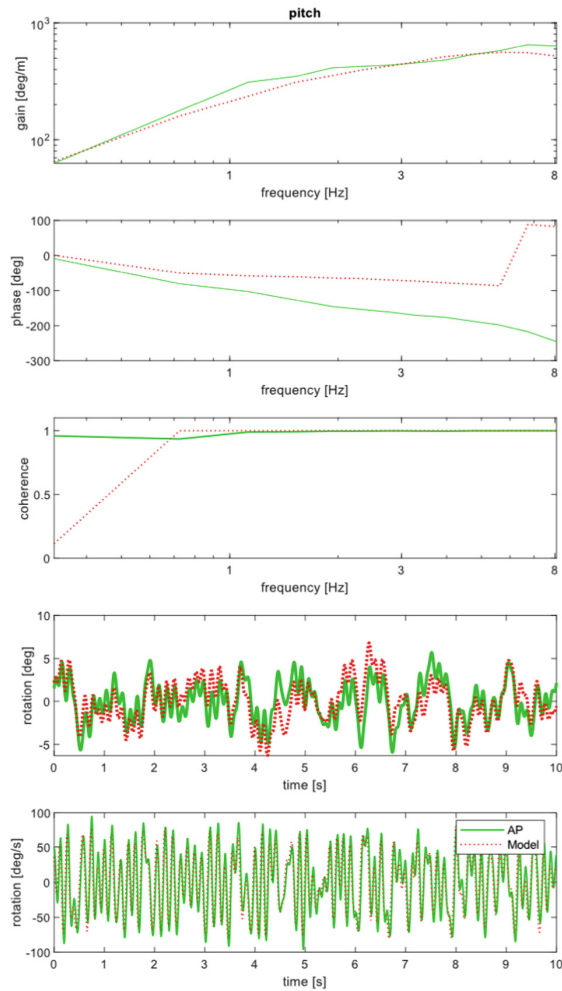 pitch
10³
10²
gain [deg/m]
1 3 8
frequency [Hz]
100
0
-100
-200
-300
phase [deg]
1 3 8
frequency [Hz]
1
0.5
0
coherence
1 3 8
frequency [Hz]
10
5
0
-5
rotation [deg]
0 1 2 3 4 5 6 7 8 9 10
time [s]
100
50
0
-50
-100
rotation [deg/s]
AP
Model
0 1 2 3 4 5 6 7 8 9 10
time [s]